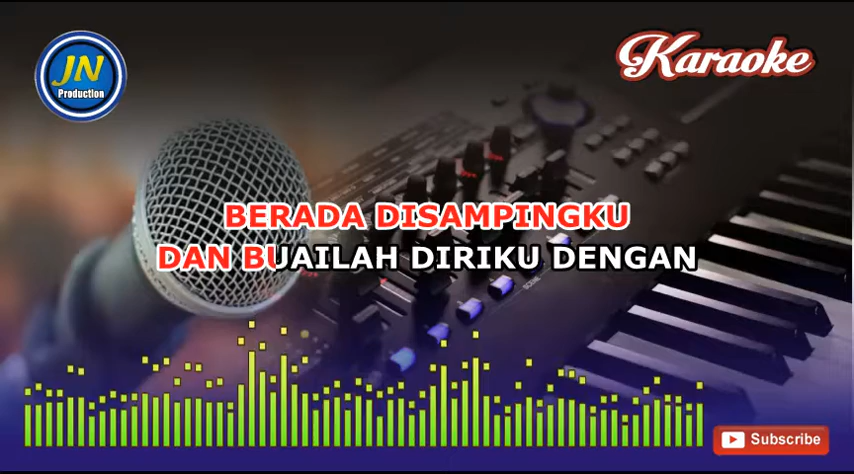 JN
Production
Karaoke
BERADA DISAMPINGKU
DAN BUAILAH DIRIKU DENGAN
Subscribe